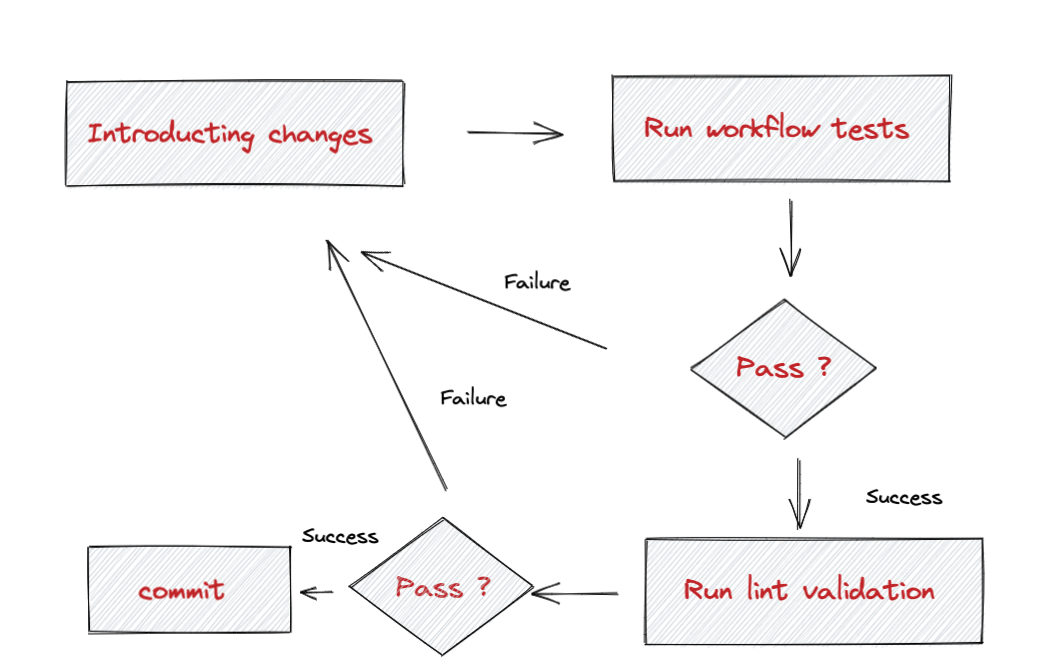 Introducting changes
Run workflow tests
Failure
Pass ?
Failure
Success
Run lint validation
Success
Pass ?
commit